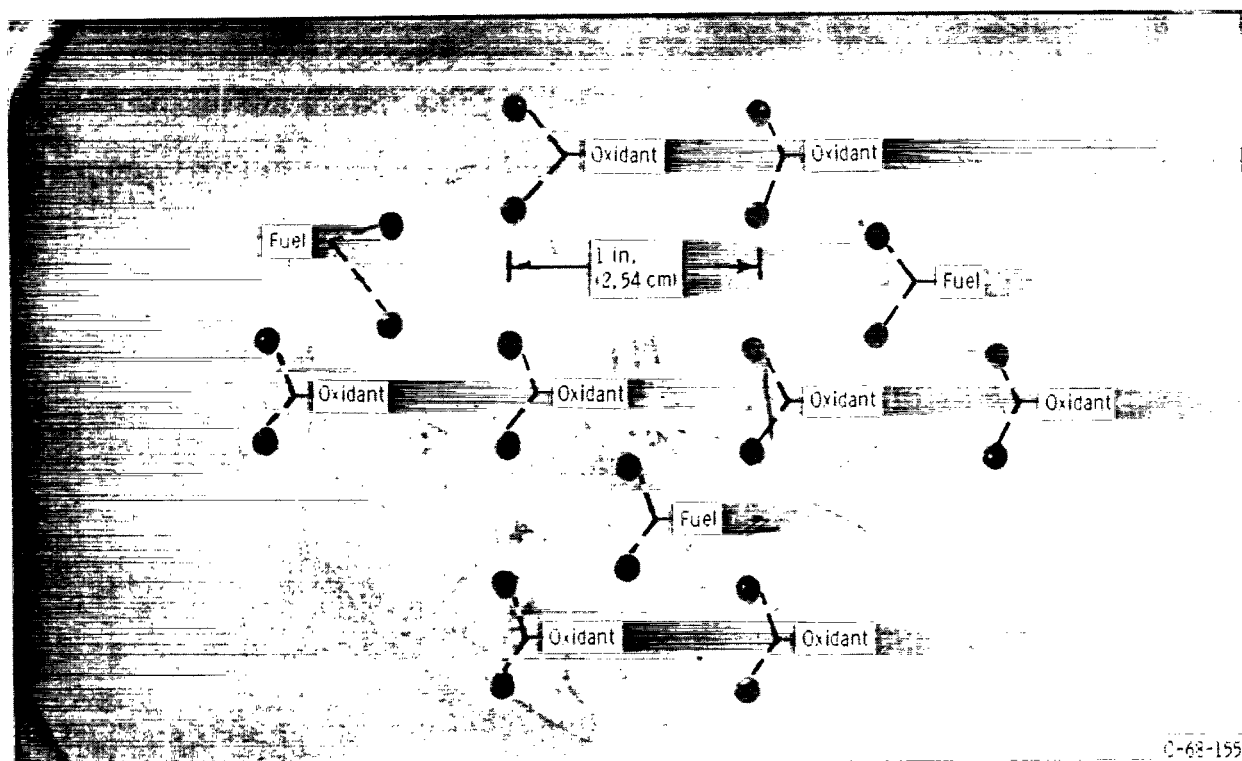 Oxidant
Oxidant
Fuel
1 in.
(2.54 cm)
Fuel
Oxidant
Oxidant
Oxidant
Oxidant
Fuel
Oxidant
Oxidant
C-68-155